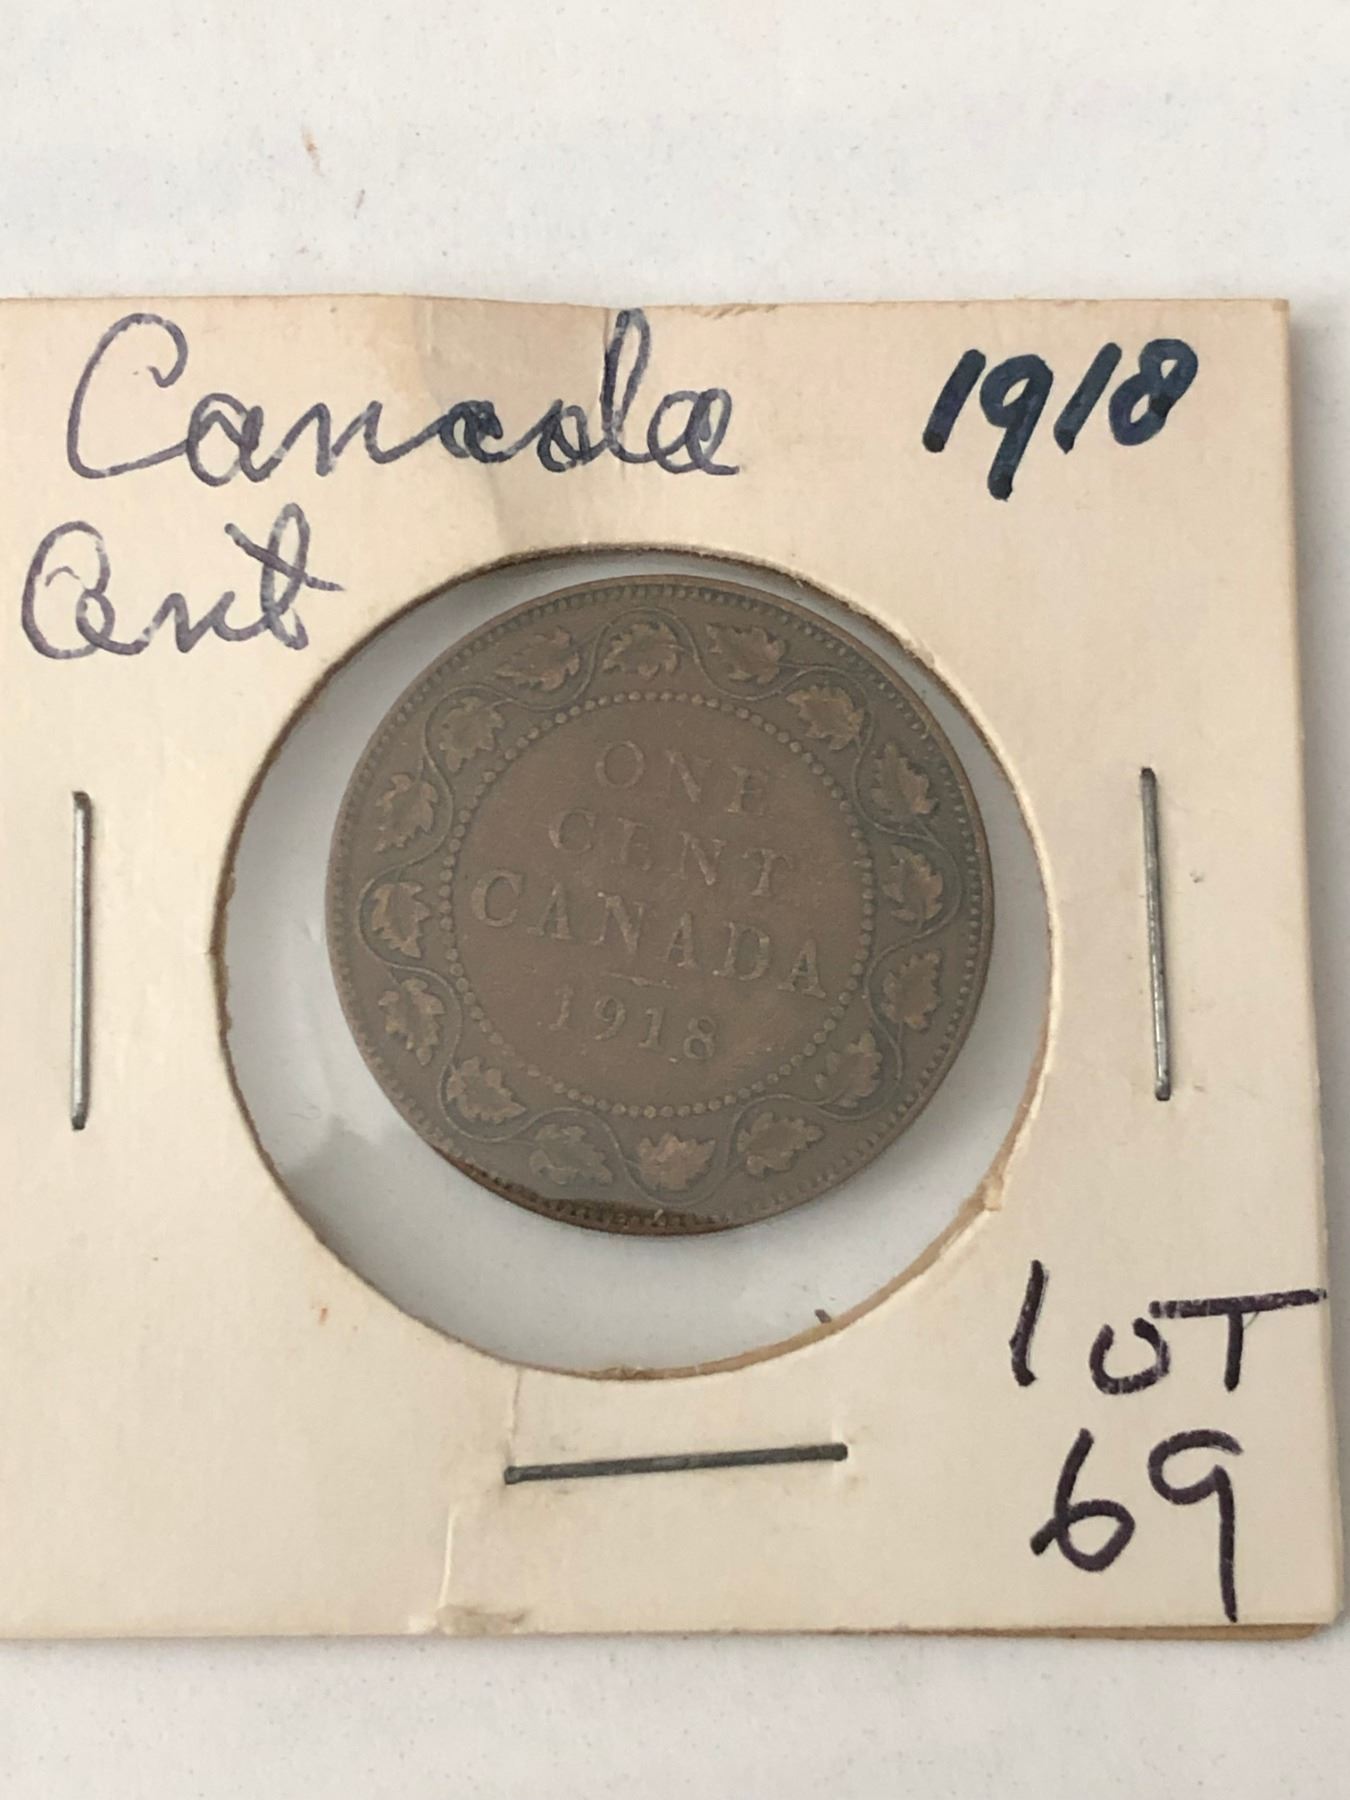 Canada 1918
Cent
ONE
CENT
CANADA
1918
LOT
69